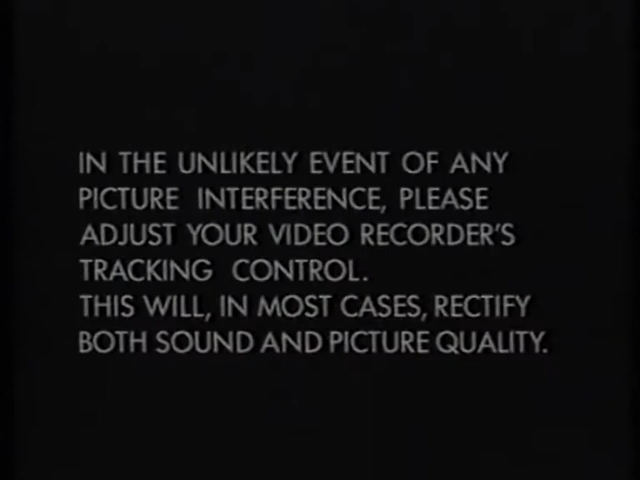 IN THE UNLIKELY EVENT OF ANY
PICTURE INTERFERENCE, PLEASE
ADJUST YOUR VIDEO RECORDER'S
TRACKING CONTROL.
THIS WILL, IN MOST CASES, RECTIFY
BOTH SOUND AND PICTURE QUALITY.